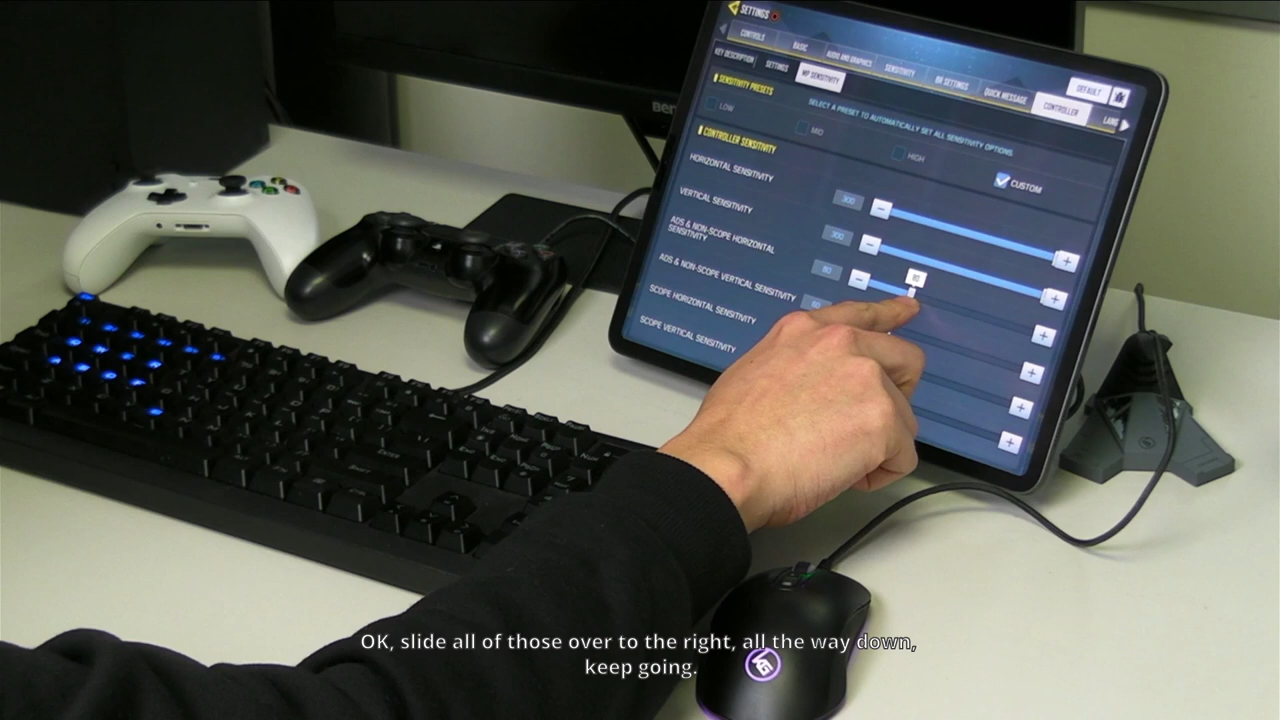 SETTINGS
CONTROLS BASIC AUDIO AND GRAPHICS SENSITIVITY BR SETTINGS QUICK MESSAGE CONTROLLER LANG
DEFAULT
KEY DESCRIPTION SETTINGS MP SENSITIVITY
SENSITIVITY PRESETS
SELECT A PRESET TO AUTOMATICALLY SET ALL SENSITIVITY OPTIONS.
LOW MID HIGH CUSTOM
CONTROLLER SENSITIVITY
HORIZONTAL SENSITIVITY 300 − +
VERTICAL SENSITIVITY 300 − +
ADS & NON-SCOPE HORIZONTAL
SENSITIVITY 80 − 80 +
ADS & NON-SCOPE VERTICAL SENSITIVITY +
SCOPE HORIZONTAL SENSITIVITY +
SCOPE VERTICAL SENSITIVITY +
OK, slide all of those over to the right, all the way down,
keep going.